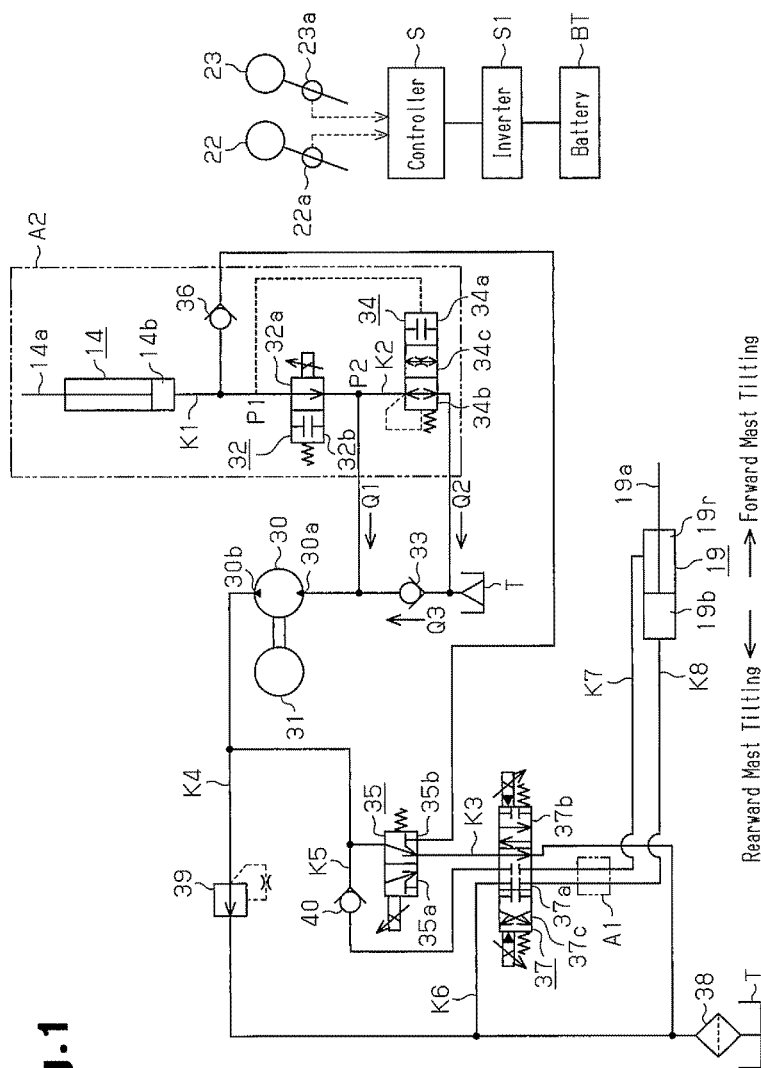 g.1
A2
14a
14
14b
K1
36
P1
32a
32
32b
P2
K2
34
34a
34c
34b
Q1
Q2
22
22a
23
23a
Controller
S
Inverter
S1
Battery
BT
30b
30
30a
31
33
Q3
T
K4
39
K5
40
35
35b
35a
K3
37b
37a
37c
37
A1
K6
38
T
K7
K8
19a
19r
19
19b
Rearward Mast Tilting
Forward Mast Tilting